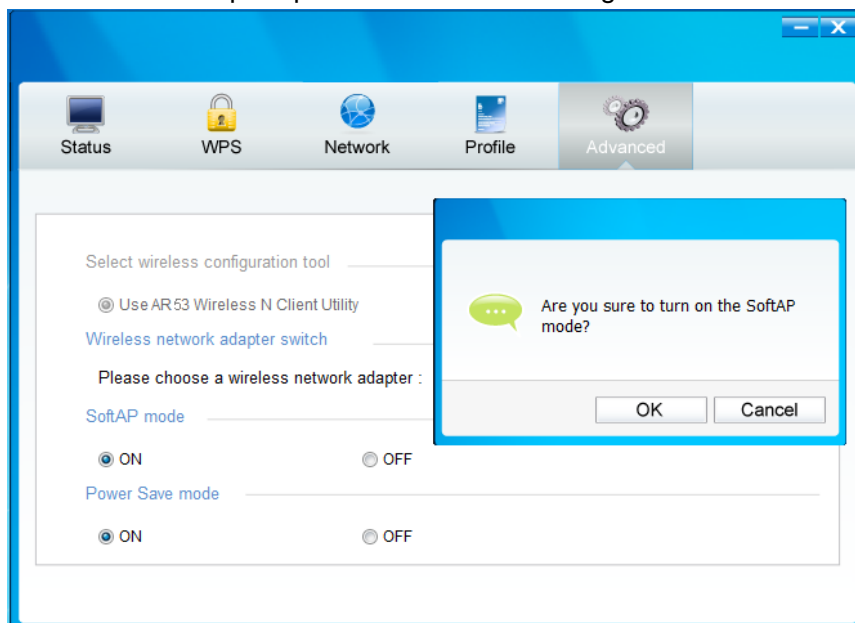 Status WPS Network Profile Advanced
Select wireless configuration tool
Use AR53 Wireless N Client Utility
Wireless network adapter switch
Please choose a wireless network adapter :
SoftAP mode
ON OFF
Power Save mode
ON OFF
Are you sure to turn on the SoftAP
mode?
OK Cancel